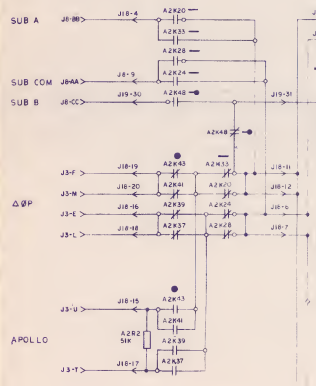 SUB A J8-BB J18-4 A2K20
A2K33
A2K28
SUB COM J8-AA J18-9 A2K24
SUB B J8-CC J19-30 A2K48 J19-31
A2K48
J3-F J18-19 A2K43 A2K33 J18-11
J3-M J18-20 A2K41 A2K20 J18-12
ΔØP J3-E J18-16 A2K39 A2K24 J18-6
J3-L J18-18 A2K37 A2K28 J18-7
J3-U J18-15 A2K43
A2K41
APOLLO A2R2 51K A2K39
J3-T J18-17 A2K37